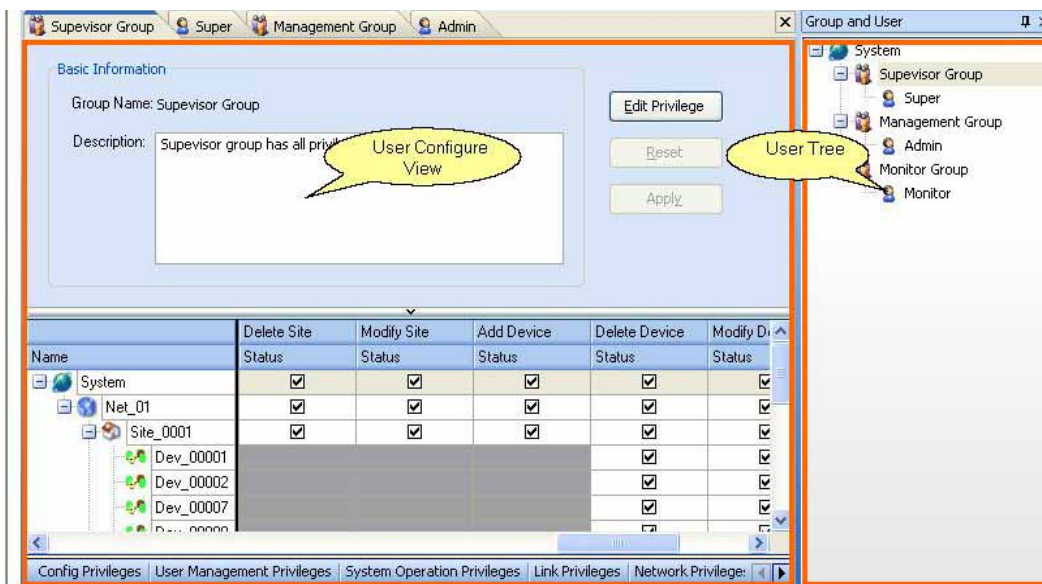 Supevisor Group Super Management Group Admin
Basic Information
Group Name: Supevisor Group
Description: Supevisor group has all
User Configure
View
Edit Privilege
Reset
Apply
Delete Site Modify Site Add Device Delete Device Modify
Name Status Status Status Status Status
System
Net_01
Site_0001
Dev_00001
Dev_00002
Dev_00007
Config Privileges User Management Privileges System Operation Privileges Link Privileges Network Privilege
Group and User
System
Supevisor Group
Super
Management Group
User Tree
Admin
Monitor Group
Monitor